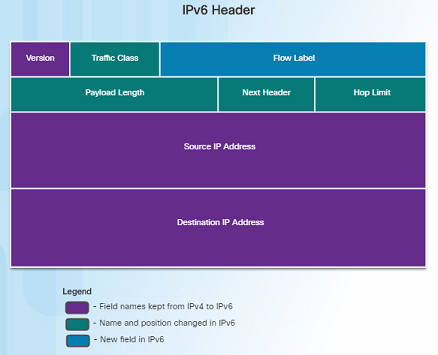 IPv6 Header
Version Traffic Class Flow Label
Payload Length Next Header Hop Limit
Source IP Address
Destination IP Address
Legend
- Field names kept from IPv4 to IPv6
- Name and position changed in IPv6
- New field in IPv6